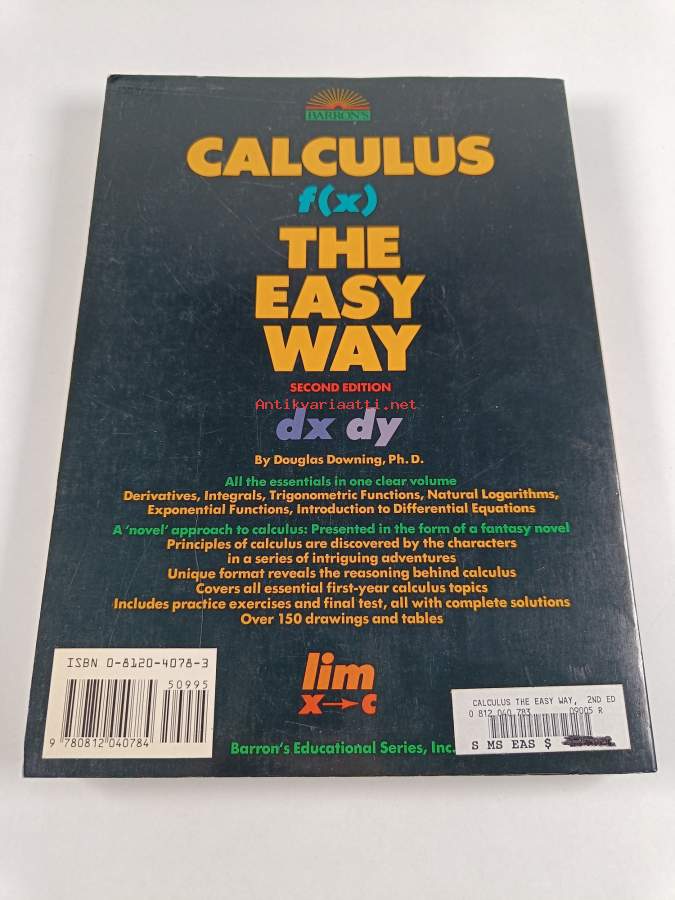 BARRON'S
CALCULUS
f(x)
THE
EASY
WAY
SECOND EDITION
Antikvariaatti.net
dx dy
By Douglas Downing, Ph.D.
All the essentials in one clear volume
Derivatives, Integrals, Trigonometric Functions, Natural Logarithms,
Exponential Functions, Introduction to Differential Equations
A 'novel' approach to calculus: Presented in the form of a fantasy novel
Principles of calculus are discovered by the characters
in a series of intriguing adventures
Unique format reveals the reasoning behind calculus
Covers all essential first-year calculus topics
Includes practice exercises and final test, all with complete solutions
Over 150 drawings and tables
ISBN 0-8120-4078-3
50995
9 780812 040784
lim
x→c
CALCULUS THE EASY WAY, 2ND ED
0 812 040 783 09005 R
S MS EAS $
Barron's Educational Series, Inc.